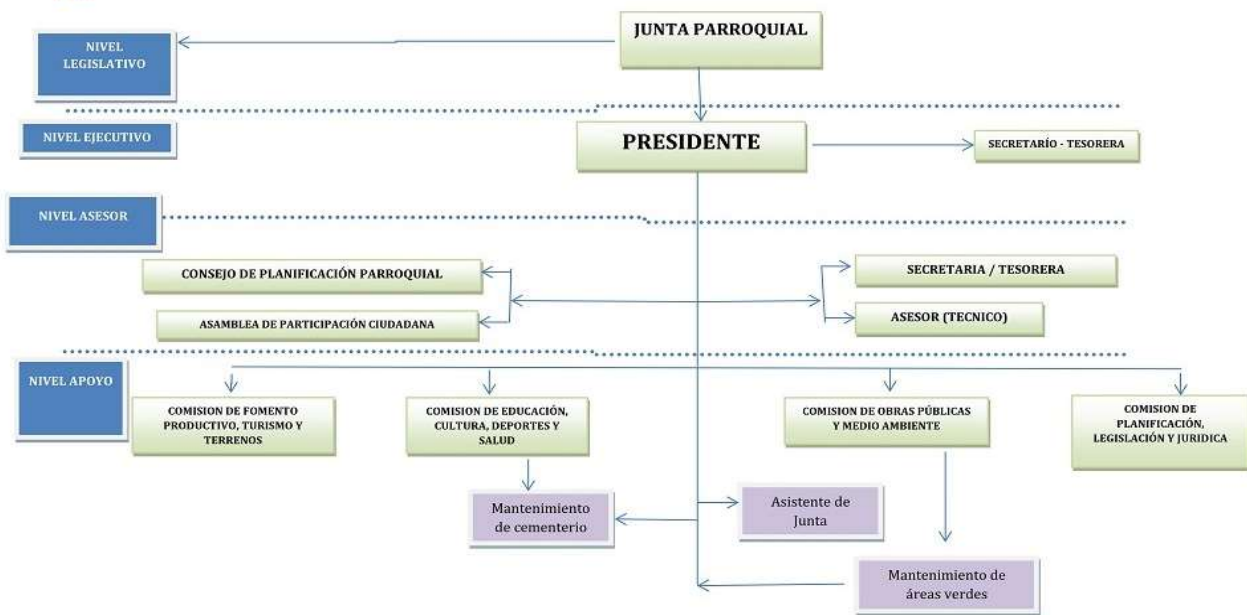 JUNTA PARROQUIAL
NIVEL
LEGISLATIVO
NIVEL EJECUTIVO
PRESIDENTE
SECRETARÍO - TESORERA
NIVEL ASESOR
CONSEJO DE PLANIFICACIÓN PARROQUIAL
SECRETARIA / TESORERA
ASAMBLEA DE PARTICIPACIÓN CIUDADANA
ASESOR (TECNICO)
NIVEL APOYO
COMISION DE FOMENTO
PRODUCTIVO, TURISMO Y
TERRENOS
COMISION DE EDUCACIÓN,
CULTURA, DEPORTES Y
SALUD
COMISION DE OBRAS PÚBLICAS
Y MEDIO AMBIENTE
COMISION DE
PLANIFICACIÓN,
LEGISLACIÓN Y JURIDICA
Mantenimiento
de cementerio
Asistente de
Junta
Mantenimiento de
áreas verdes